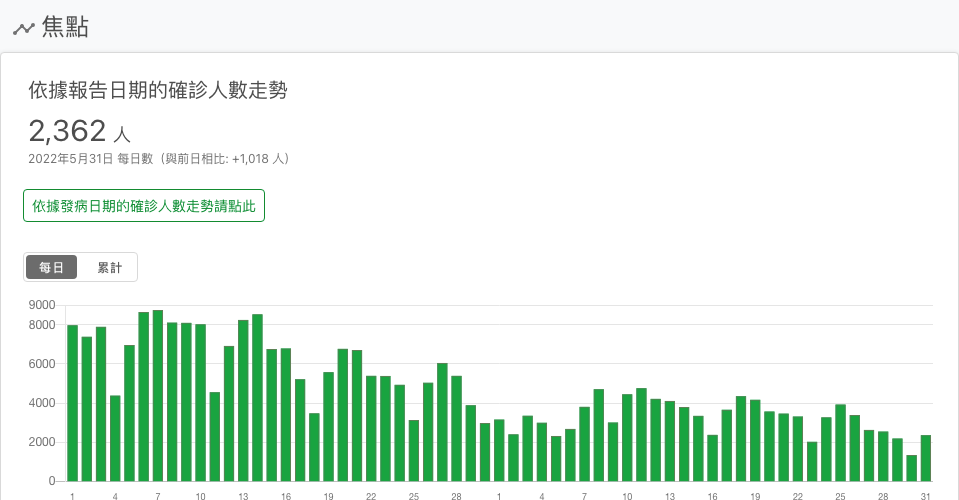 焦點
依據報告日期的確診人數走勢
2,362 人
2022年5月31日 每日數（與前日相比: +1,018 人）
依據發病日期的確診人數走勢請點此
每日 累計
9000
8000
6000
4000
2000
0
1 4 7 10 13 16 19 22 25 28 1 4 7 10 13 16 19 22 25 28 31